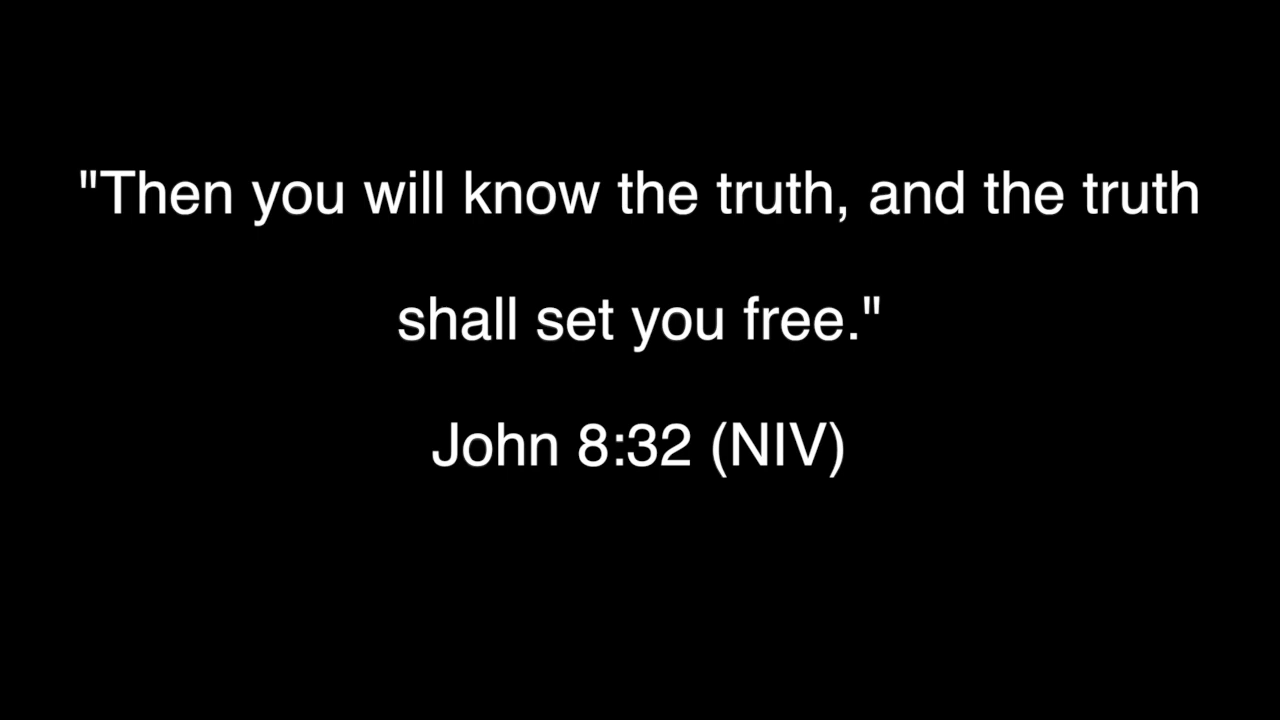 "Then you will know the truth, and the truth
shall set you free."
John 8:32 (NIV)